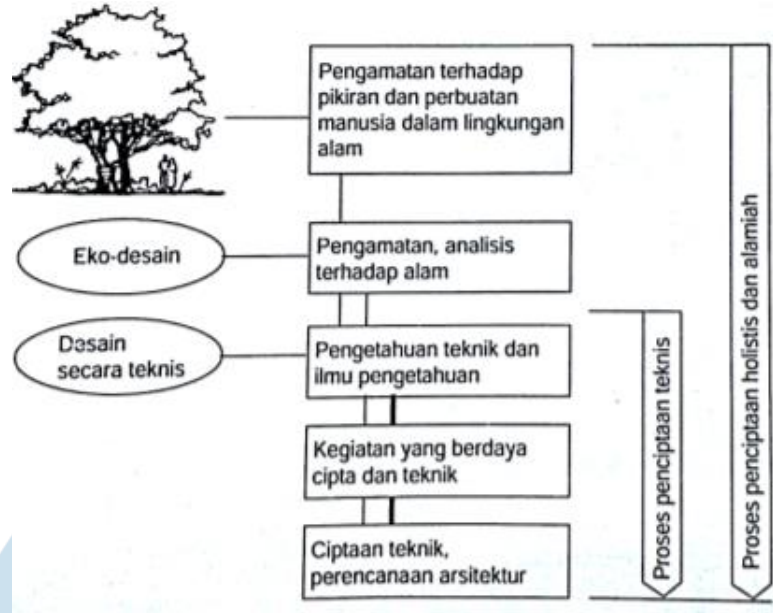 Pengamatan terhadap
pikiran dan perbuatan
manusia dalam lingkungan
alam
Eko-desain
Pengamatan, analisis
terhadap alam
Desain
secara teknis
Pengetahuan teknik dan
ilmu pengetahuan
Kegiatan yang berdaya
cipta dan teknik
Ciptaan teknik,
perencanaan arsitektur
Proses penciptaan teknis
Proses penciptaan holistis dan alamiah